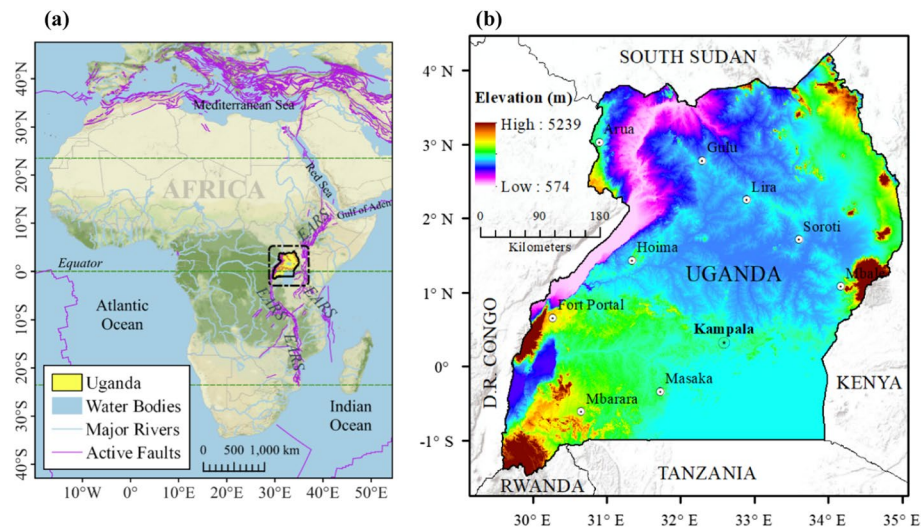 (a)
40°N
30°N
20°N
10°N
0°
10°S
20°S
30°S
40°S
Mediterranean Sea
AFRICA
Red Sea
Gulf of Aden
EARS
Equator
EARS
EARS
EARS
Atlantic
Ocean
Indian
Ocean
Uganda
Water Bodies
Major Rivers
Active Faults
0 500 1,000 km
10°W 0° 10°E 20°E 30°E 40°E 50°E
(b)
4° N
3° N
2° N
1° N
0°
-1° S
SOUTH SUDAN
Elevation (m)
High : 5239
Low : 574
0 90 180
Kilometers
Arua
Gulu
Lira
Soroti
Hoima
UGANDA
Mbale
Fort Portal
Kampala
Masaka
Mbarara
D.R. CONGO
KENYA
TANZANIA
RWANDA
30° E 31° E 32° E 33° E 34° E 35° E